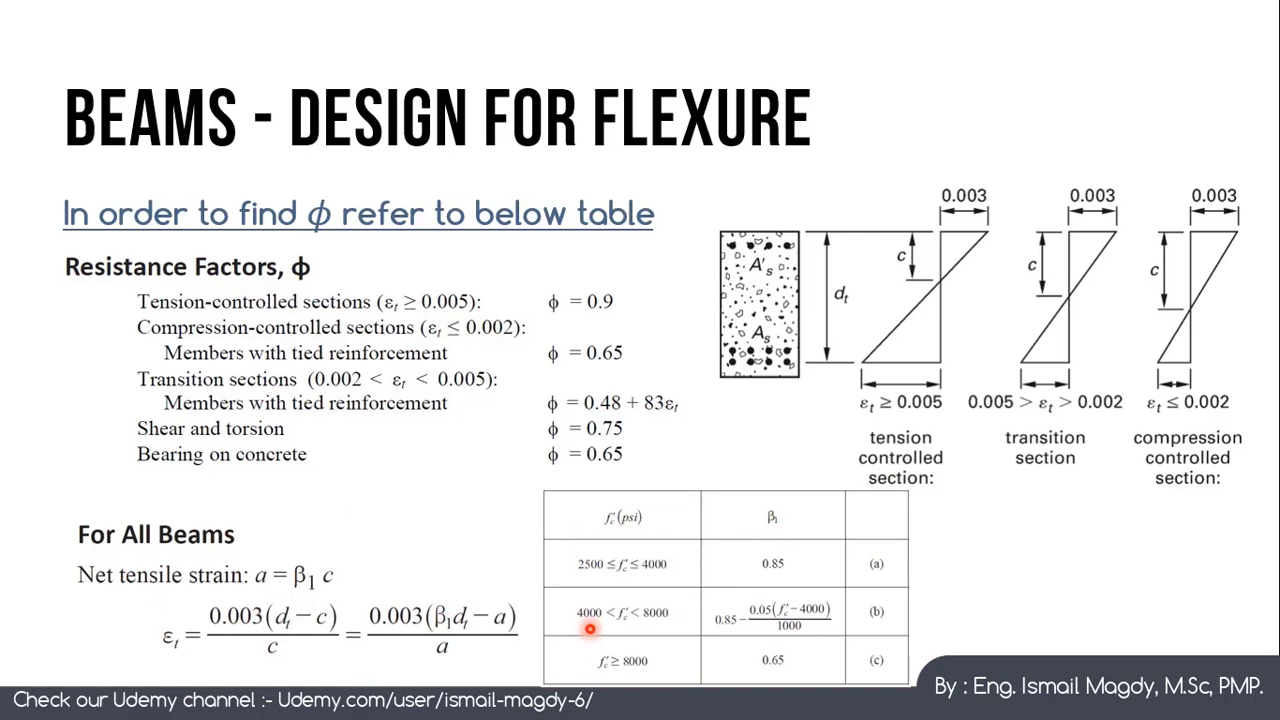 BEAMS - DESIGN FOR FLEXURE
In order to find ϕ refer to below table
Resistance Factors, ϕ
Tension-controlled sections (εt ≥ 0.005): ϕ = 0.9
Compression-controlled sections (εt ≤ 0.002):
Members with tied reinforcement ϕ = 0.65
Transition sections (0.002 < εt < 0.005):
Members with tied reinforcement ϕ = 0.48 + 83εt
Shear and torsion ϕ = 0.75
Bearing on concrete ϕ = 0.65
0.003 0.003 0.003
A's c c c
dt
As
εt ≥ 0.005 0.005 > εt > 0.002 εt ≤ 0.002
tension transition compression
controlled section controlled
section: section:
For All Beams
Net tensile strain: a = β1 c
εt = 0.003(dt − c) / c = 0.003(β1dt − a) / a
f'c (psi) β1
2500 ≤ f'c ≤ 4000 0.85 (a)
4000 < f'c < 8000 0.85 − 0.05(f'c − 4000) / 1000 (b)
f'c ≥ 8000 0.65 (c)
By : Eng. Ismail Magdy, M.Sc, PMP.
Check our Udemy channel :- Udemy.com/user/ismail-magdy-6/